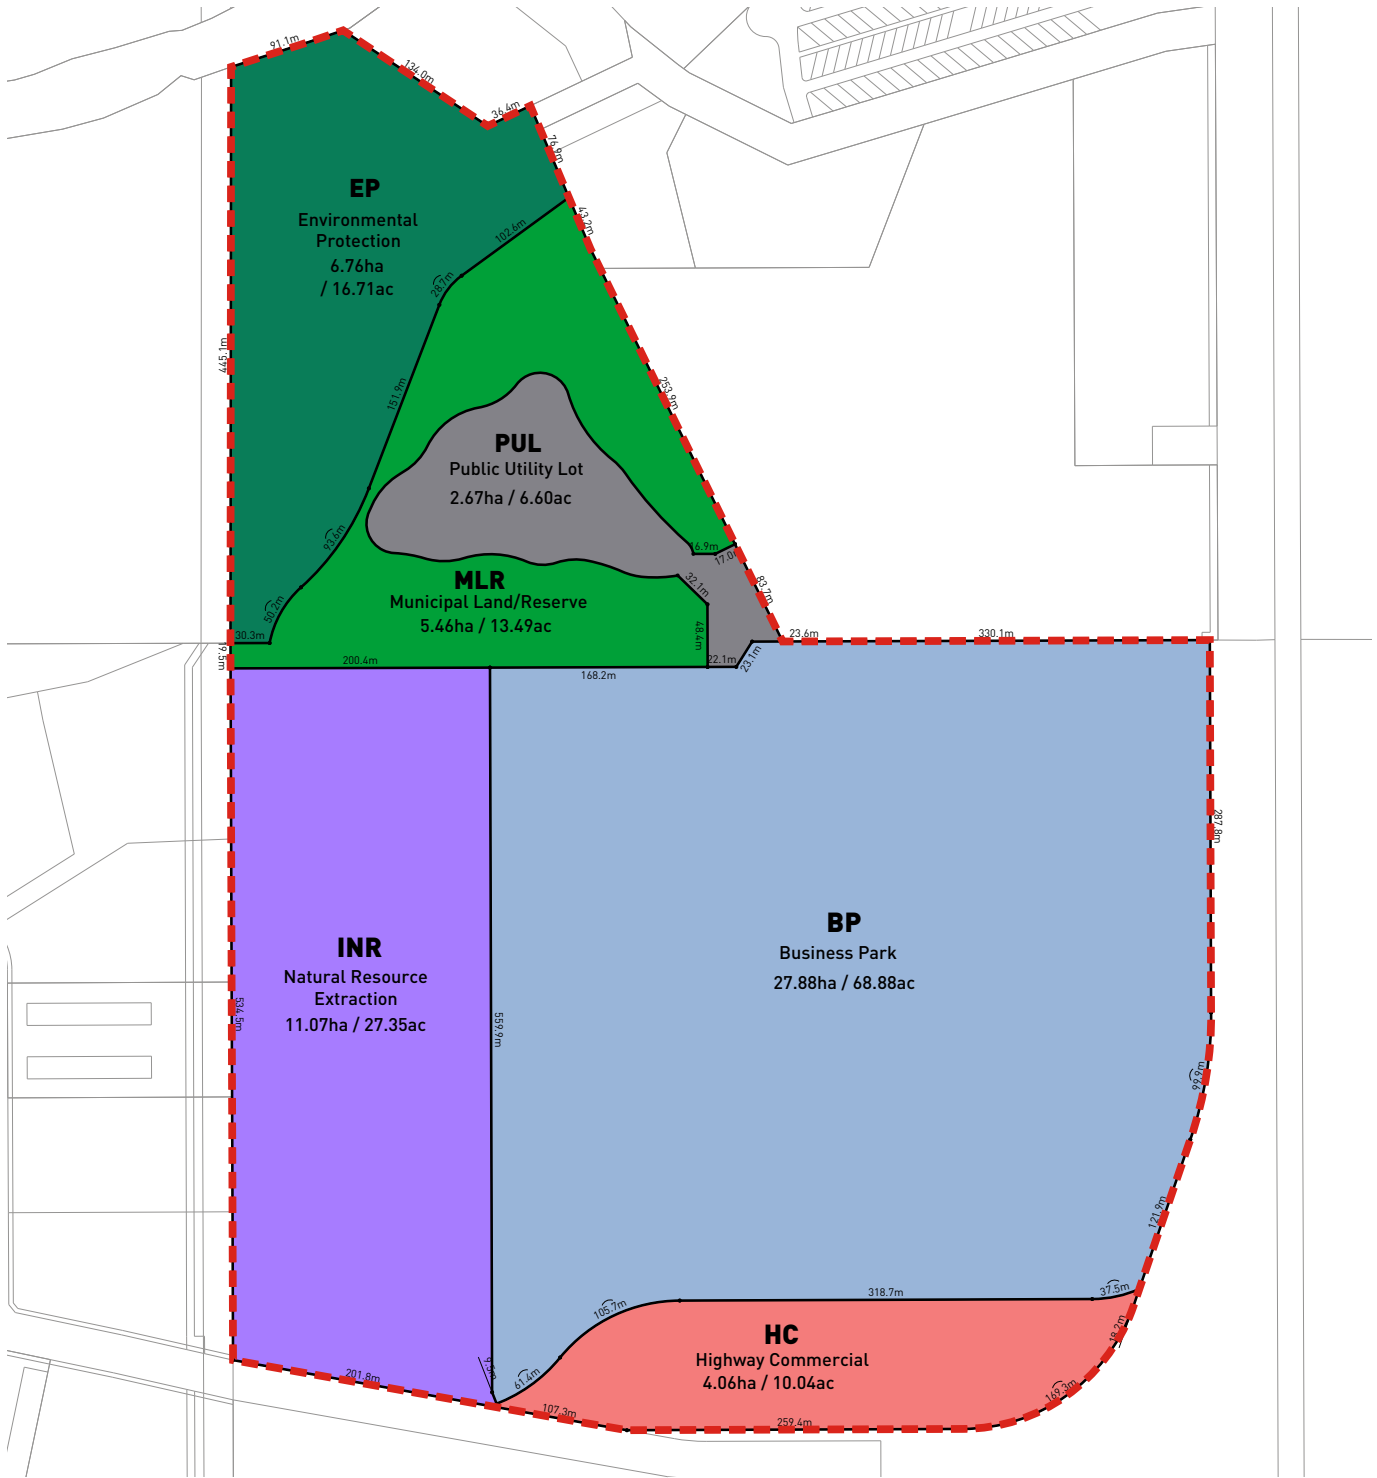 91.1m
134.0m
36.4m
76.9m
EP
Environmental
Protection
6.76ha
/ 16.71ac
43.2m
102.6m
28.7m
445.1m
151.9m
253.9m
PUL
Public Utility Lot
2.67ha / 6.60ac
93.6m
17.0
83.7m
32.1m
MLR
Municipal Land/Reserve
5.46ha / 13.49ac
50.2m
30.3m
48.4m
23.6m
330.1m
200.4m
22.1m
23.1m
168.2m
287.8m
BP
Business Park
27.88ha / 68.88ac
INR
Natural Resource
Extraction
11.07ha / 27.35ac
534.5m
559.9m
99.9m
121.9m
37.5m
318.7m
105.7m
HC
Highway Commercial
4.06ha / 10.04ac
18.2m
9.5m
61.4m
201.8m
169.3m
107.3m
259.4m